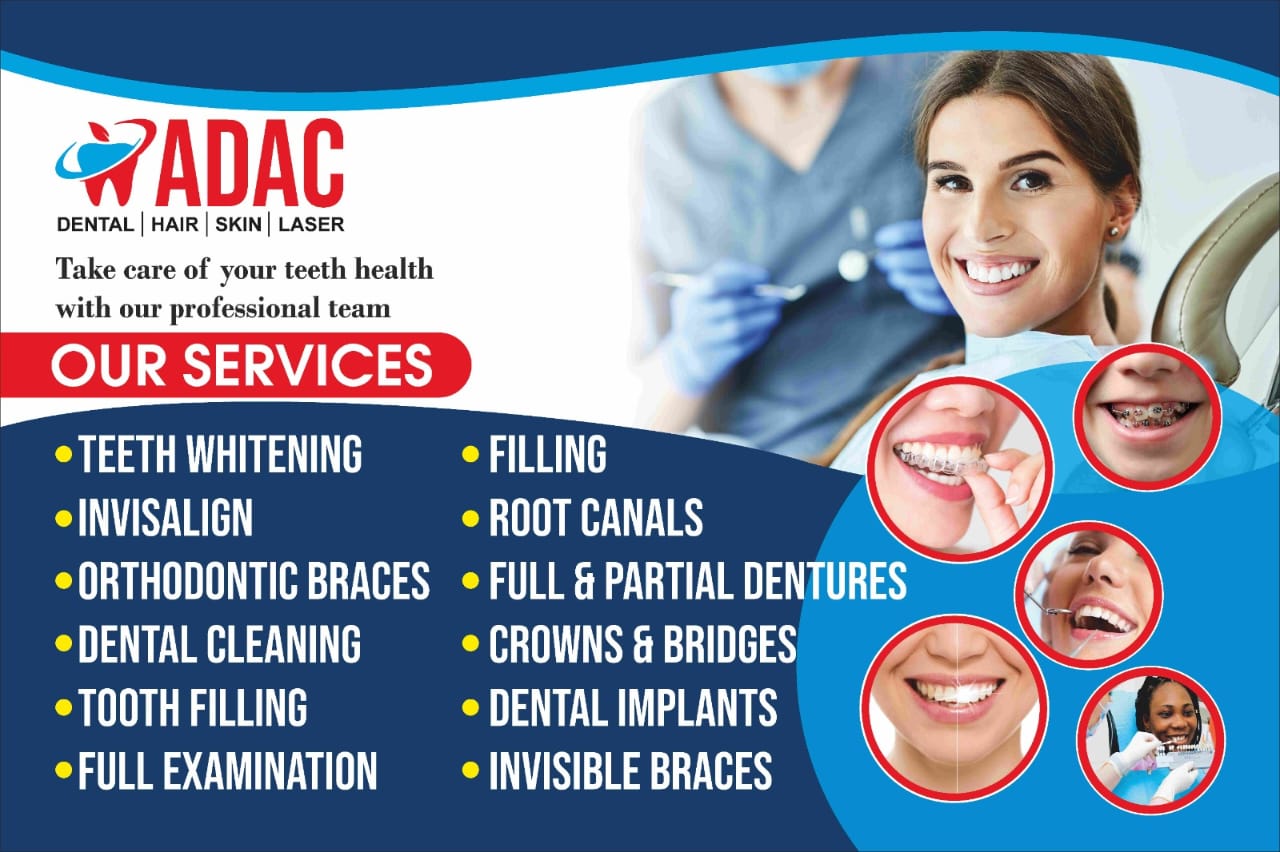 ADAC
DENTAL | HAIR | SKIN | LASER
Take care of your teeth health
with our professional team
OUR SERVICES
• TEETH WHITENING
• INVISALIGN
• ORTHODONTIC BRACES
• DENTAL CLEANING
• TOOTH FILLING
• FULL EXAMINATION
• FILLING
• ROOT CANALS
• FULL & PARTIAL DENTURES
• CROWNS & BRIDGES
• DENTAL IMPLANTS
• INVISIBLE BRACES